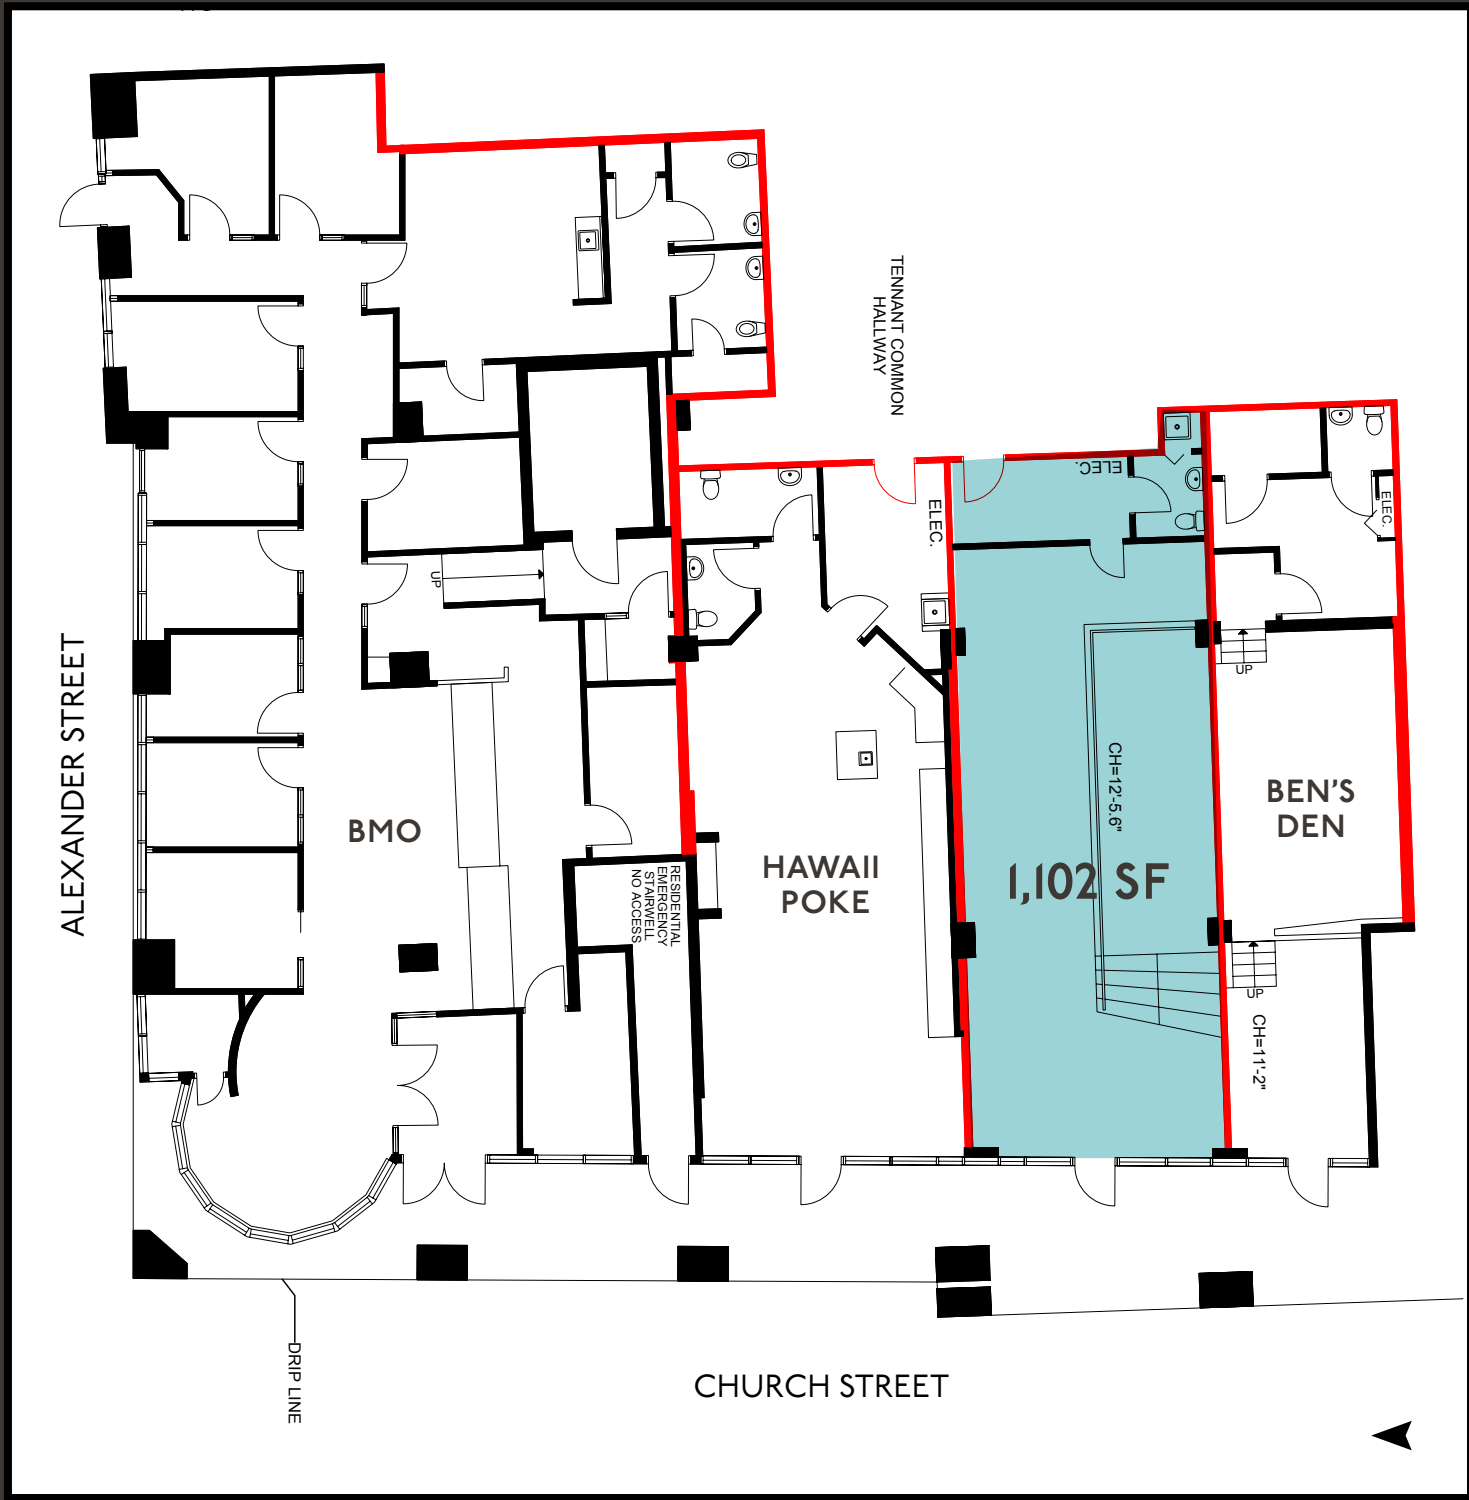 TENNANT COMMON
HALLWAY
ELEC.
ELEC.
ELEC.
UP
UP
ALEXANDER STREET
CH=12'-5.6"
BEN'S
DEN
BMO
HAWAII
POKE
1,102 SF
RESIDENTIAL
EMERGENCY
STAIRWELL
NO ACCESS
UP
CH=11'-2"
DRIP LINE
CHURCH STREET